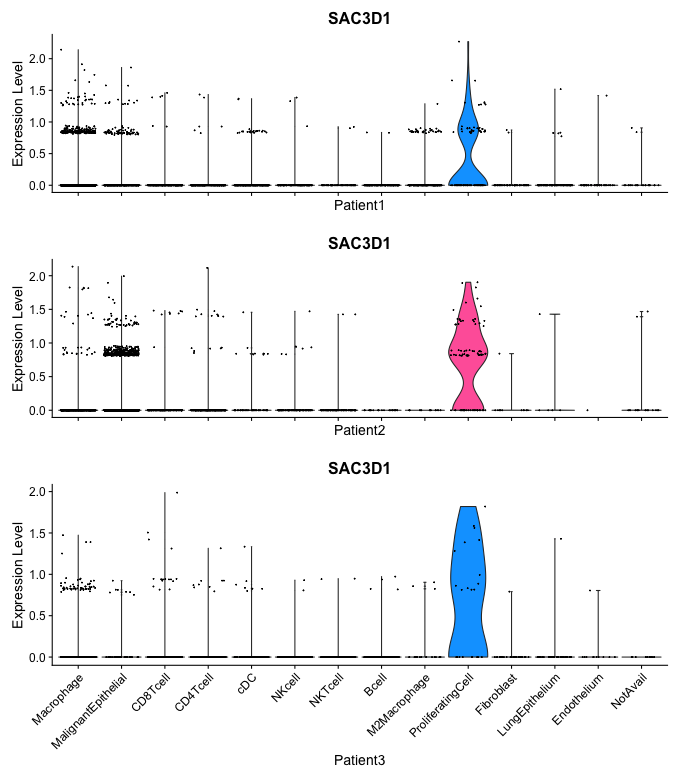 SAC3D1
Expression Level
2.0
1.5
1.0
0.5
0.0
Patient1
SAC3D1
Expression Level
2.0
1.5
1.0
0.5
0.0
Patient2
SAC3D1
Expression Level
2.0
1.5
1.0
0.5
0.0
Macrophage
MalignantEpithelial
CD8Tcell
CD4Tcell
cDC
NKcell
NKTcell
Bcell
M2Macrophage
ProliferatingCell
Fibroblast
LungEpithelium
Endothelium
NotAvail
Patient3